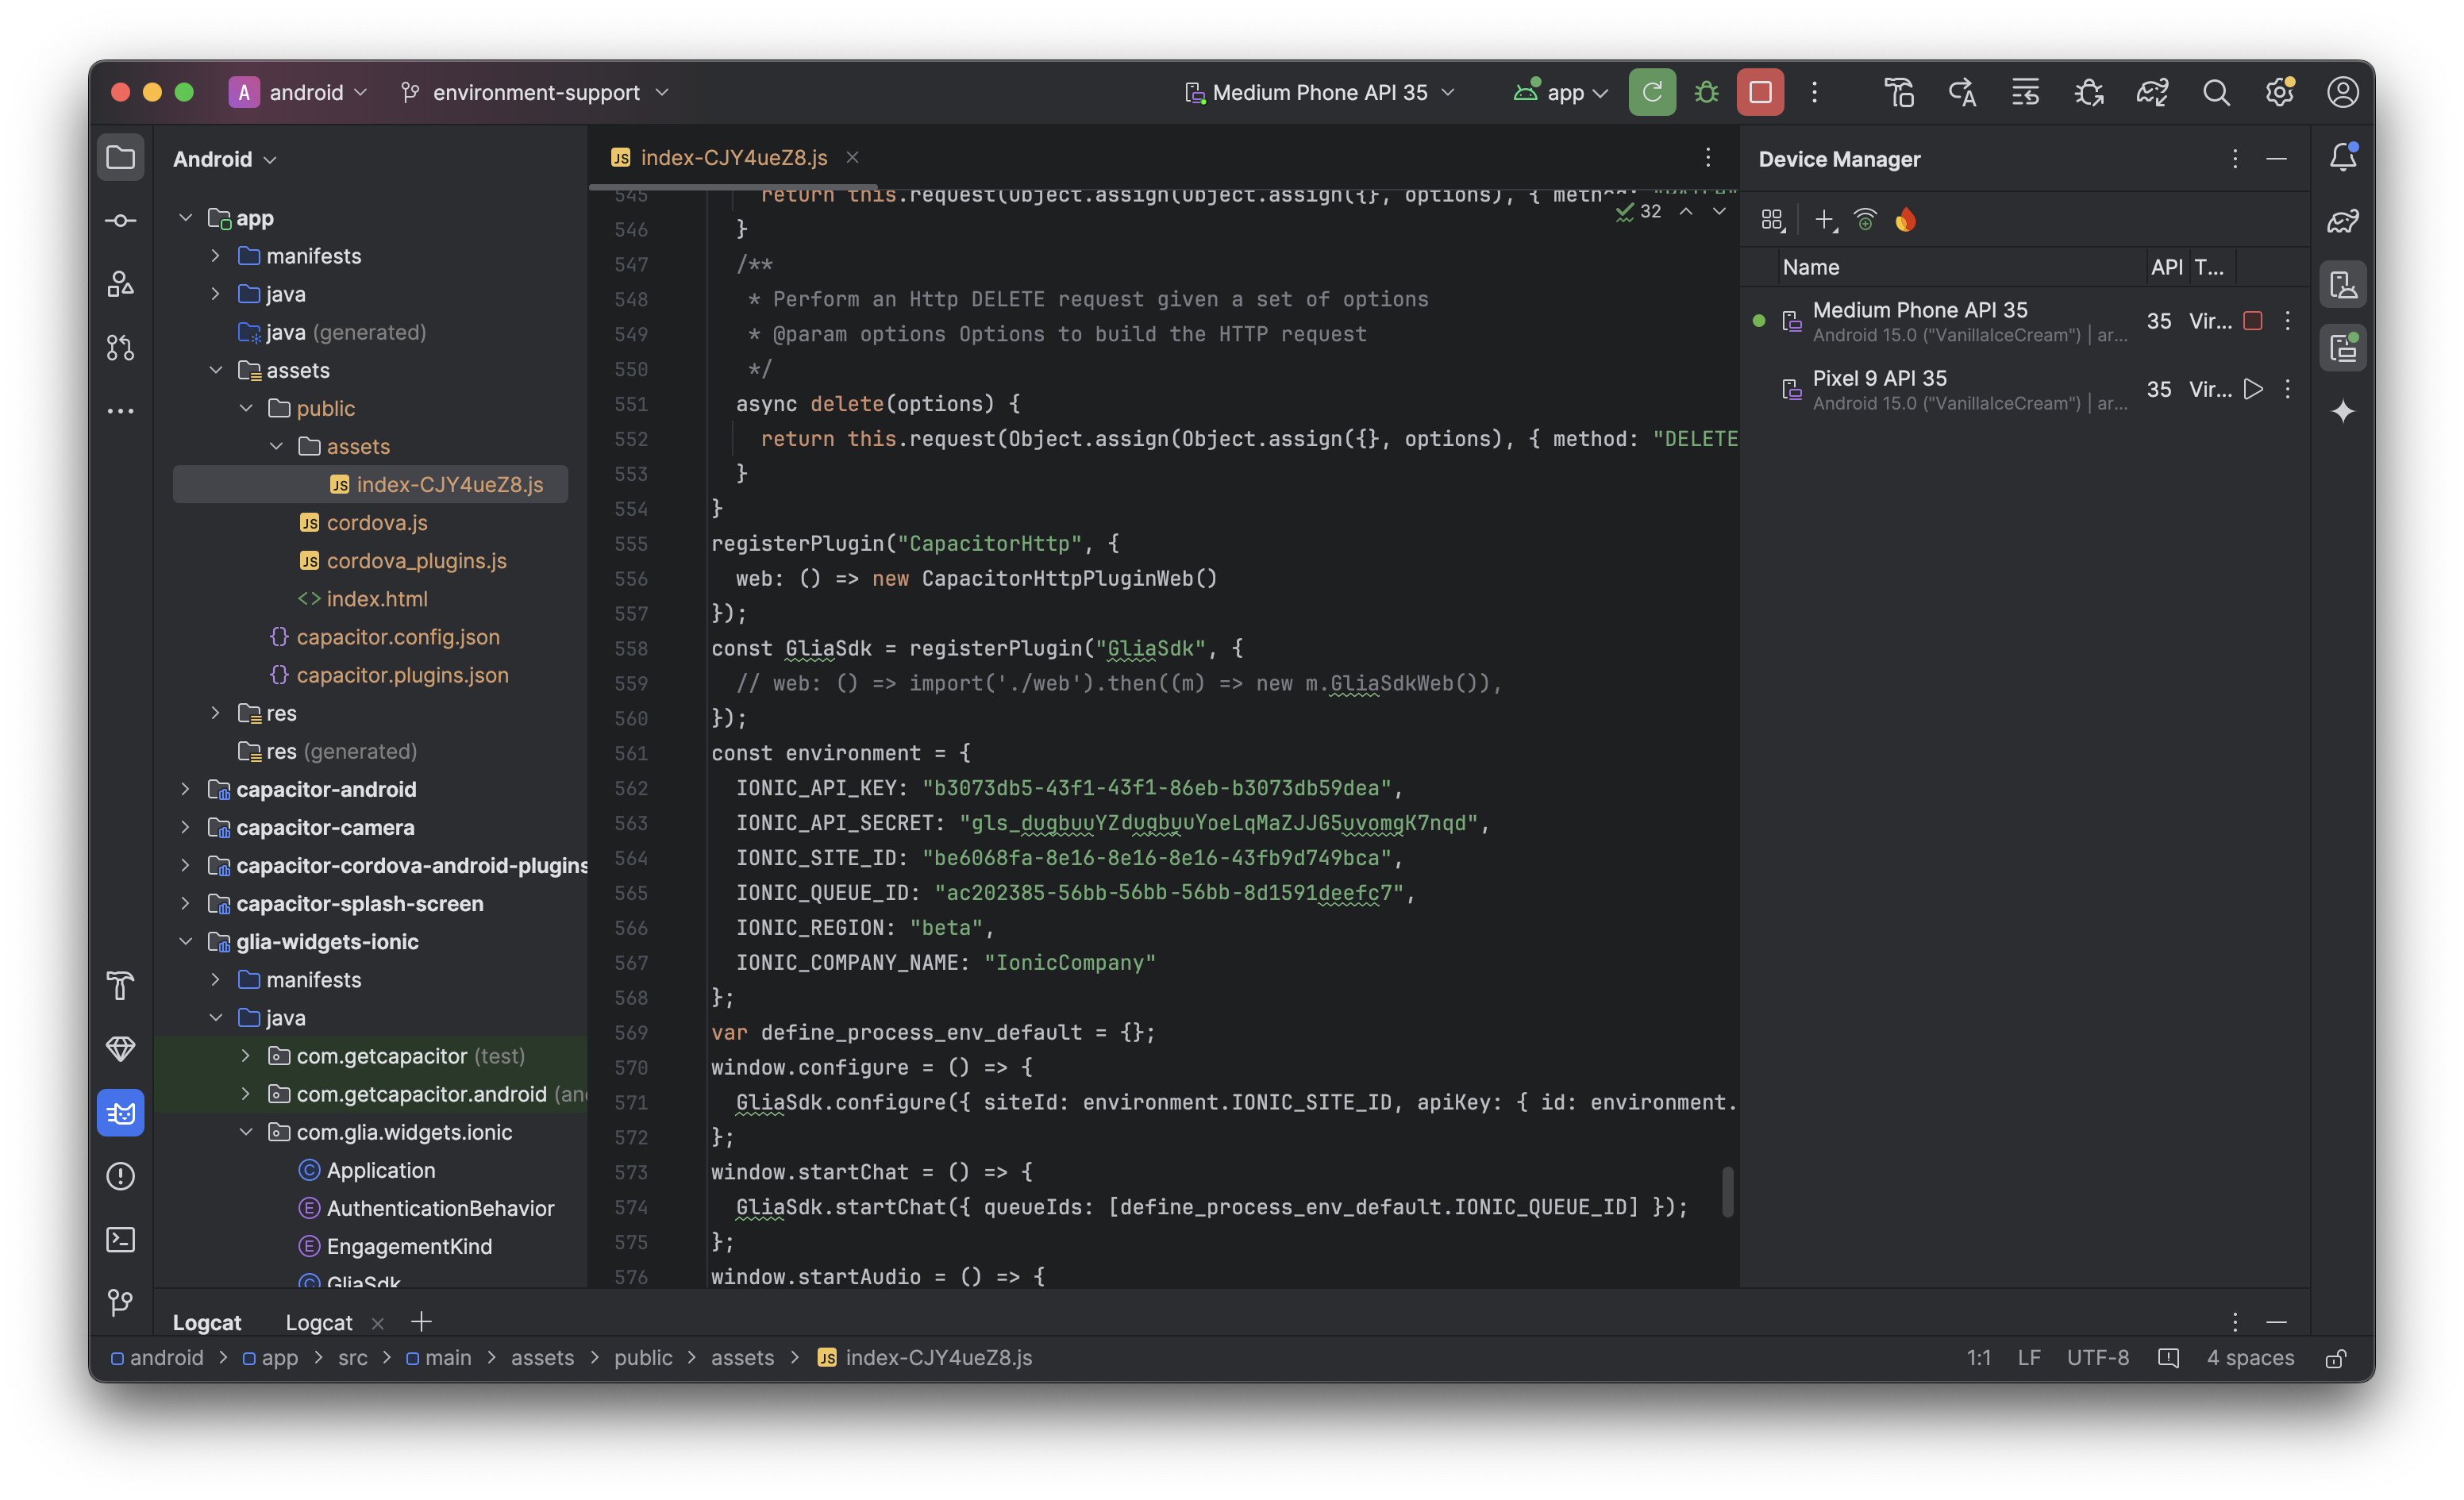 A android environment-support Medium Phone API 35 app
Android
app
manifests
java
java (generated)
assets
public
assets
JS index-CJY4ueZ8.js
JS cordova.js
JS cordova_plugins.js
<> index.html
{} capacitor.config.json
{} capacitor.plugins.json
res
res (generated)
capacitor-android
capacitor-camera
capacitor-cordova-android-plugins
capacitor-splash-screen
glia-widgets-ionic
manifests
java
com.getcapacitor (test)
com.getcapacitor.android (an
com.glia.widgets.ionic
C Application
E AuthenticationBehavior
E EngagementKind
C GliaSdk
JS index-CJY4ueZ8.js
32
545 return this.request(Object.assign(Object.assign({}, options), { meth
546 }
547 /**
548 * Perform an Http DELETE request given a set of options
549 * @param options Options to build the HTTP request
550 */
551 async delete(options) {
552 return this.request(Object.assign(Object.assign({}, options), { method: "DELETE
553 }
554 }
555 registerPlugin("CapacitorHttp", {
556 web: () => new CapacitorHttpPluginWeb()
557 });
558 const GliaSdk = registerPlugin("GliaSdk", {
559 // web: () => import('./web').then((m) => new m.GliaSdkWeb()),
560 });
561 const environment = {
562 IONIC_API_KEY: "b3073db5-43f1-43f1-86eb-b3073db59dea",
563 IONIC_API_SECRET: "gls_dugbuuYZdugbuuYoeLqMaZJJG5uvomgK7nqd",
564 IONIC_SITE_ID: "be6068fa-8e16-8e16-8e16-43fb9d749bca",
565 IONIC_QUEUE_ID: "ac202385-56bb-56bb-56bb-8d1591deefc7",
566 IONIC_REGION: "beta",
567 IONIC_COMPANY_NAME: "IonicCompany"
568 };
569 var define_process_env_default = {};
570 window.configure = () => {
571 GliaSdk.configure({ siteId: environment.IONIC_SITE_ID, apiKey: { id: environment.
572 };
573 window.startChat = () => {
574 GliaSdk.startChat({ queueIds: [define_process_env_default.IONIC_QUEUE_ID] });
575 };
576 window.startAudio = () => {
Device Manager
Name API T...
Medium Phone API 35 35 Vir...
Android 15.0 ("VanillaIceCream") | ar...
Pixel 9 API 35 35 Vir...
Android 15.0 ("VanillaIceCream") | ar...
Logcat Logcat
android > app > src > main > assets > public > assets > JS index-CJY4ueZ8.js 1:1 LF UTF-8 4 spaces